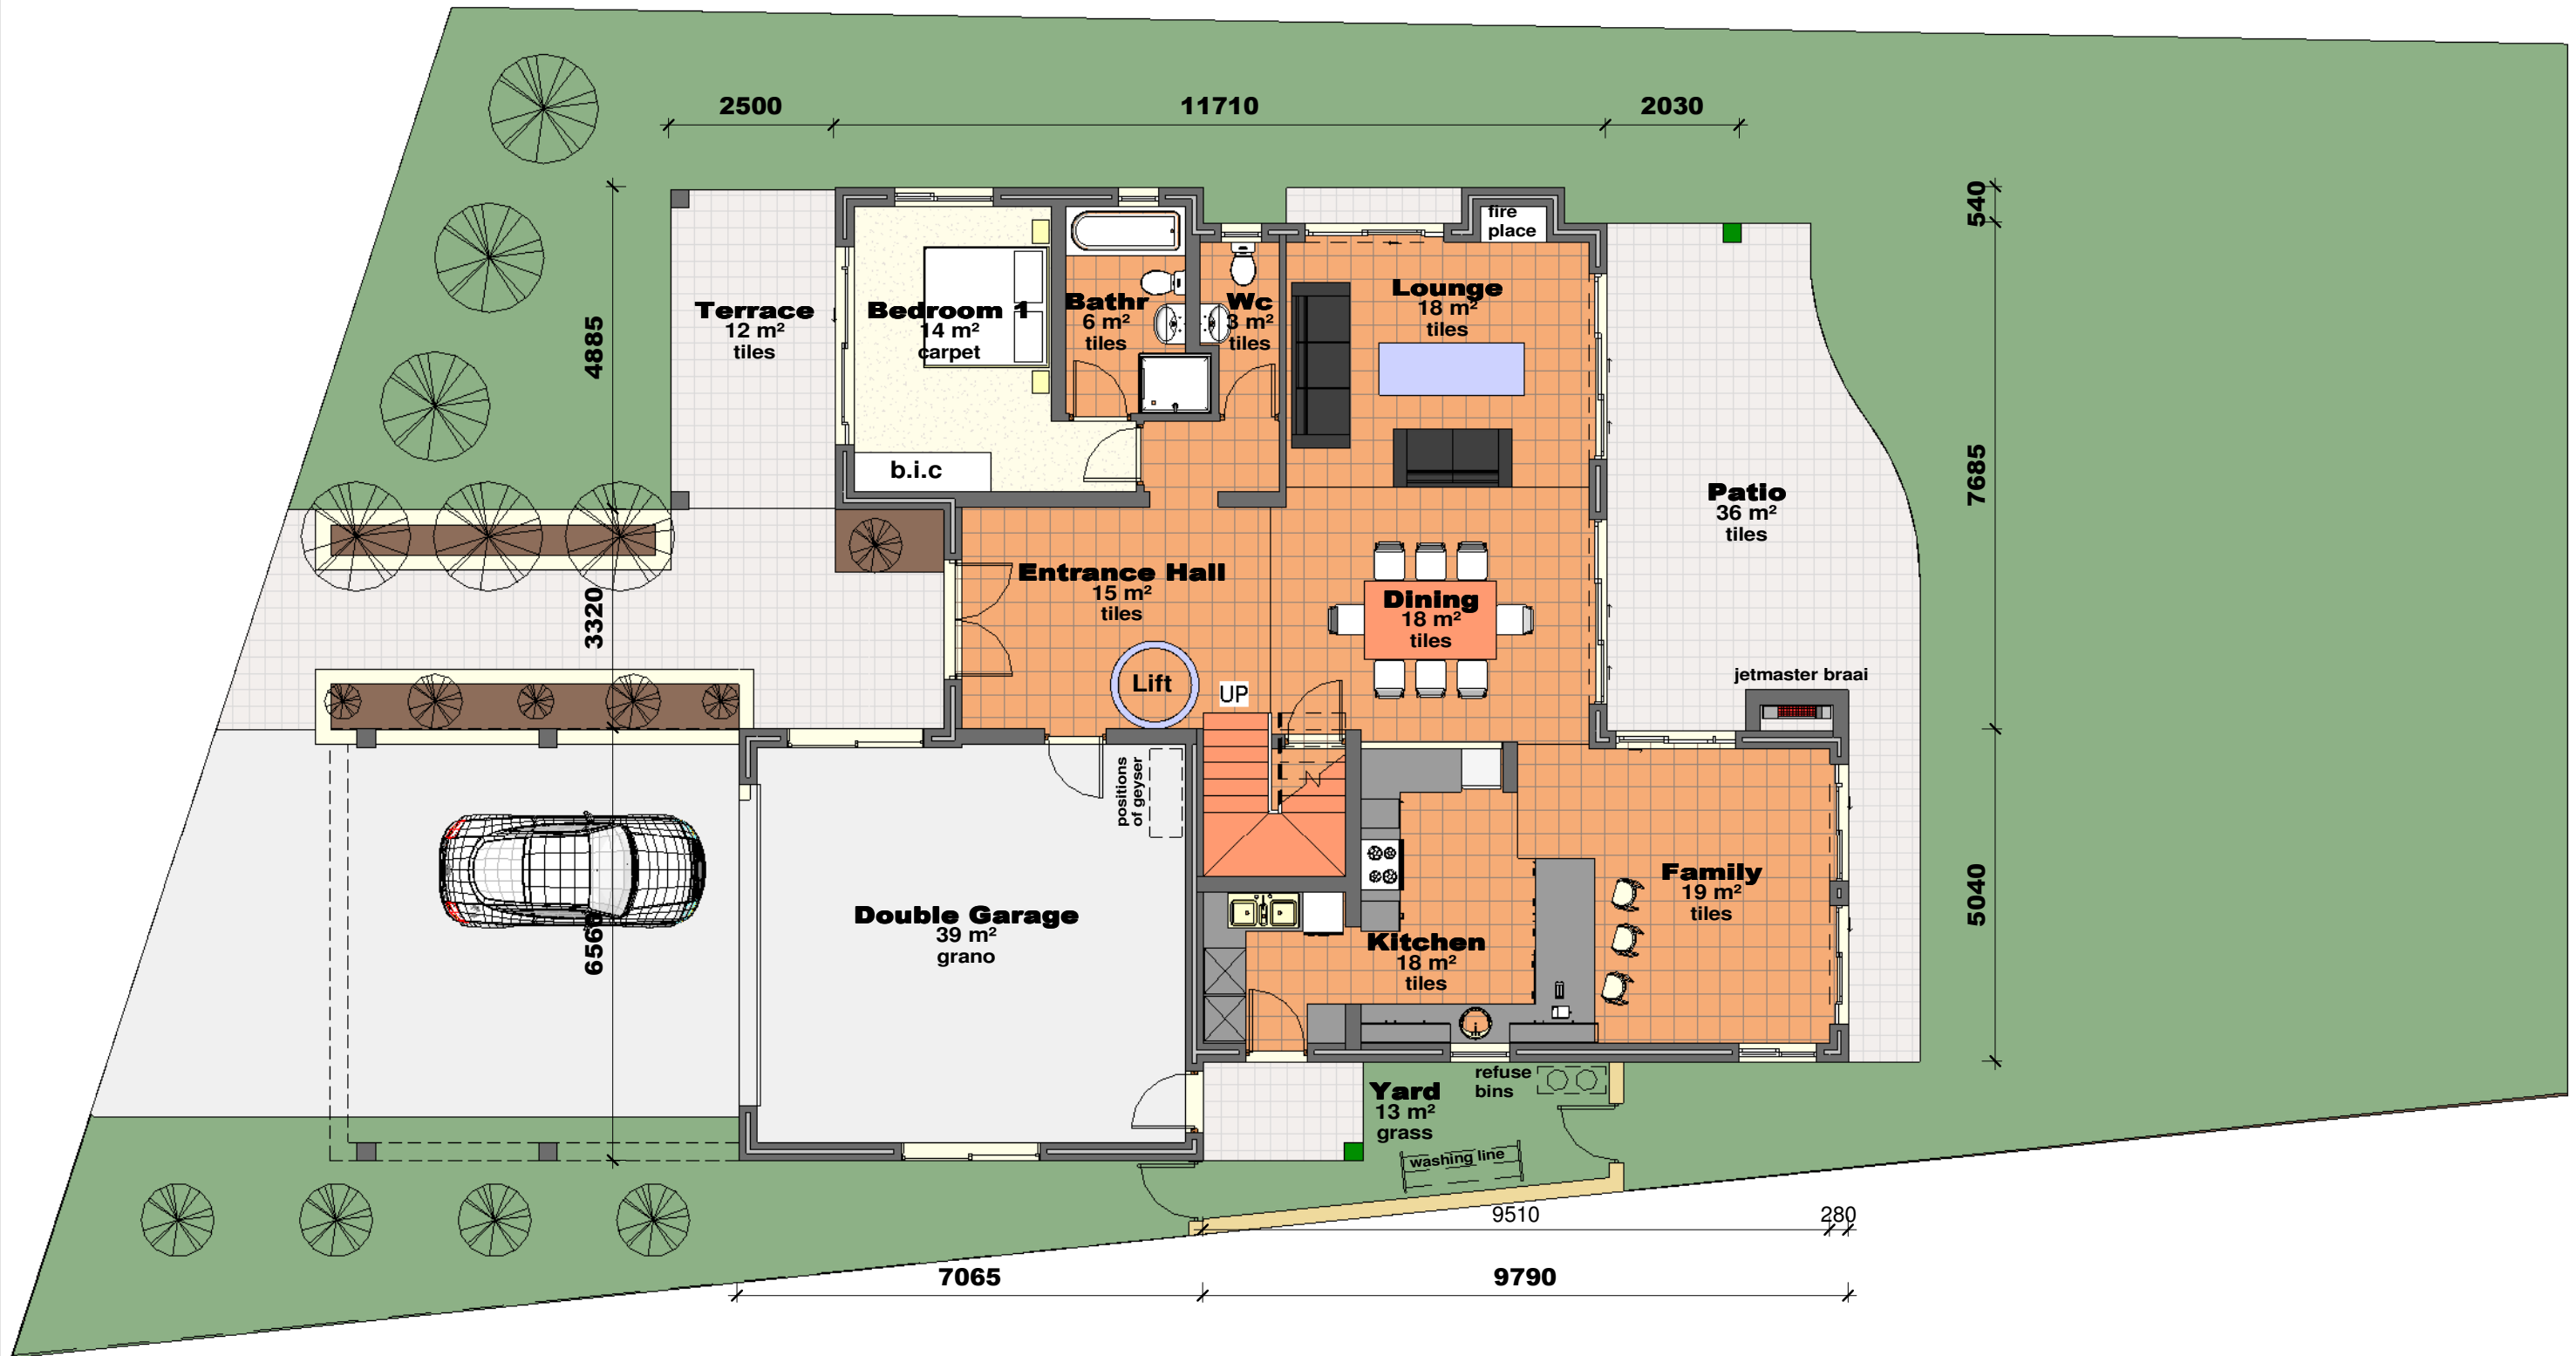 2500
11710
2030
540
fire
place
4885
Terrace
12 m²
tiles
Bedroom 1
14 m²
carpet
Bathr
6 m²
tiles
Wc
3 m²
tiles
Lounge
18 m²
tiles
b.i.c
7685
Patio
36 m²
tiles
3320
Entrance Hall
15 m²
tiles
Dining
18 m²
tiles
Lift
UP
jetmaster braai
positions
of geyser
Double Garage
39 m²
grano
Kitchen
18 m²
tiles
Family
19 m²
tiles
5040
Yard
13 m²
grass
refuse
bins
washing line
9510
280
7065
9790